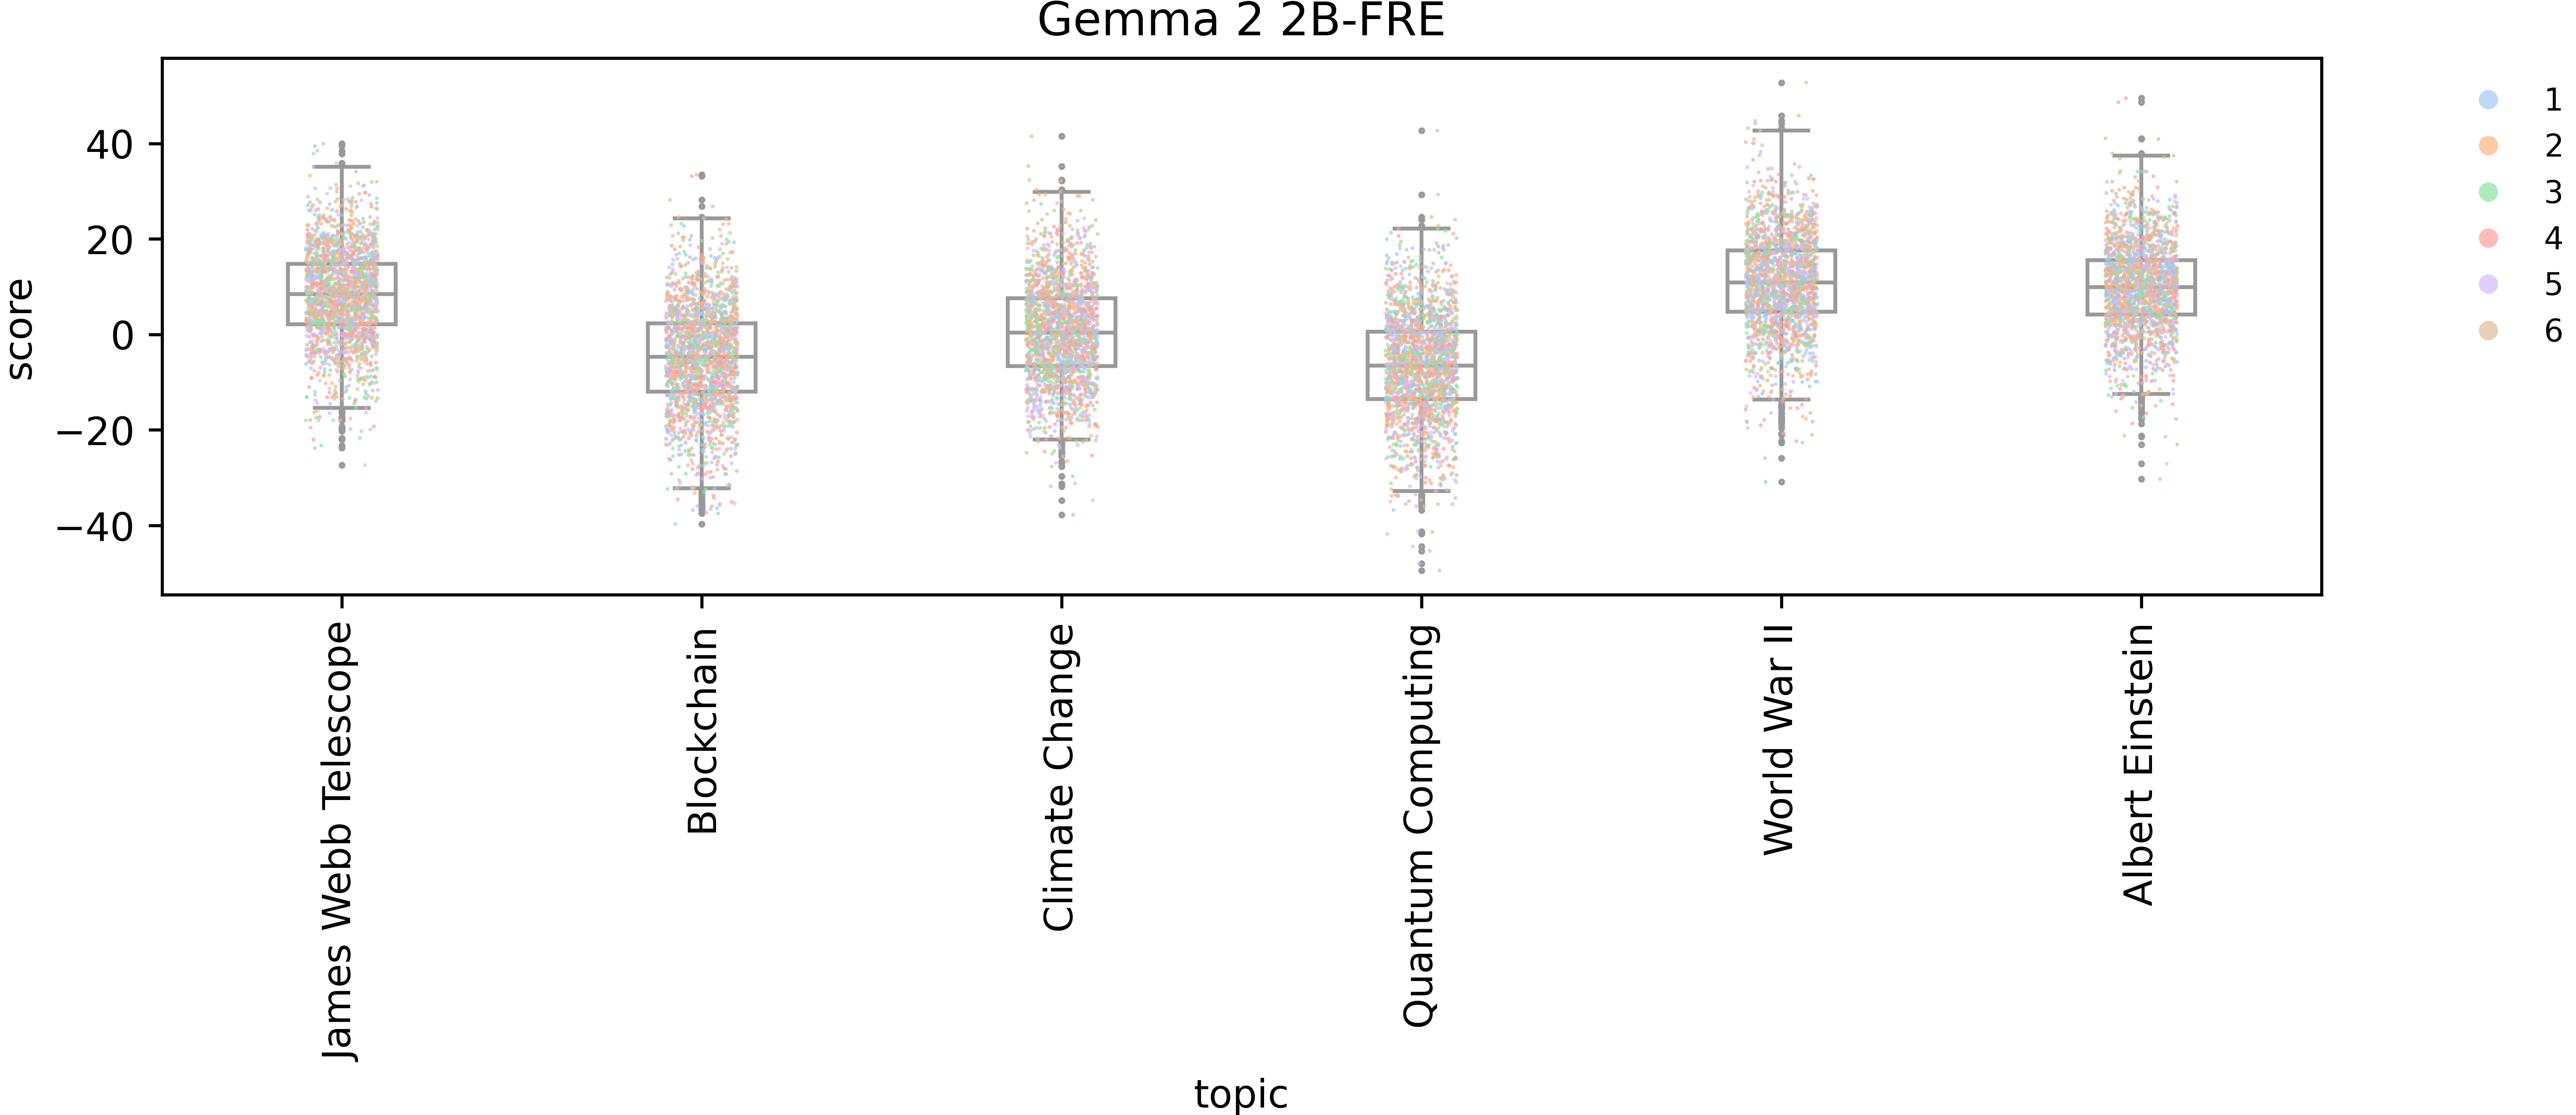 Gemma 2 2B-FRE
score
40
20
0
−20
−40
James Webb Telescope
Blockchain
Climate Change
Quantum Computing
World War II
Albert Einstein
topic
1
2
3
4
5
6